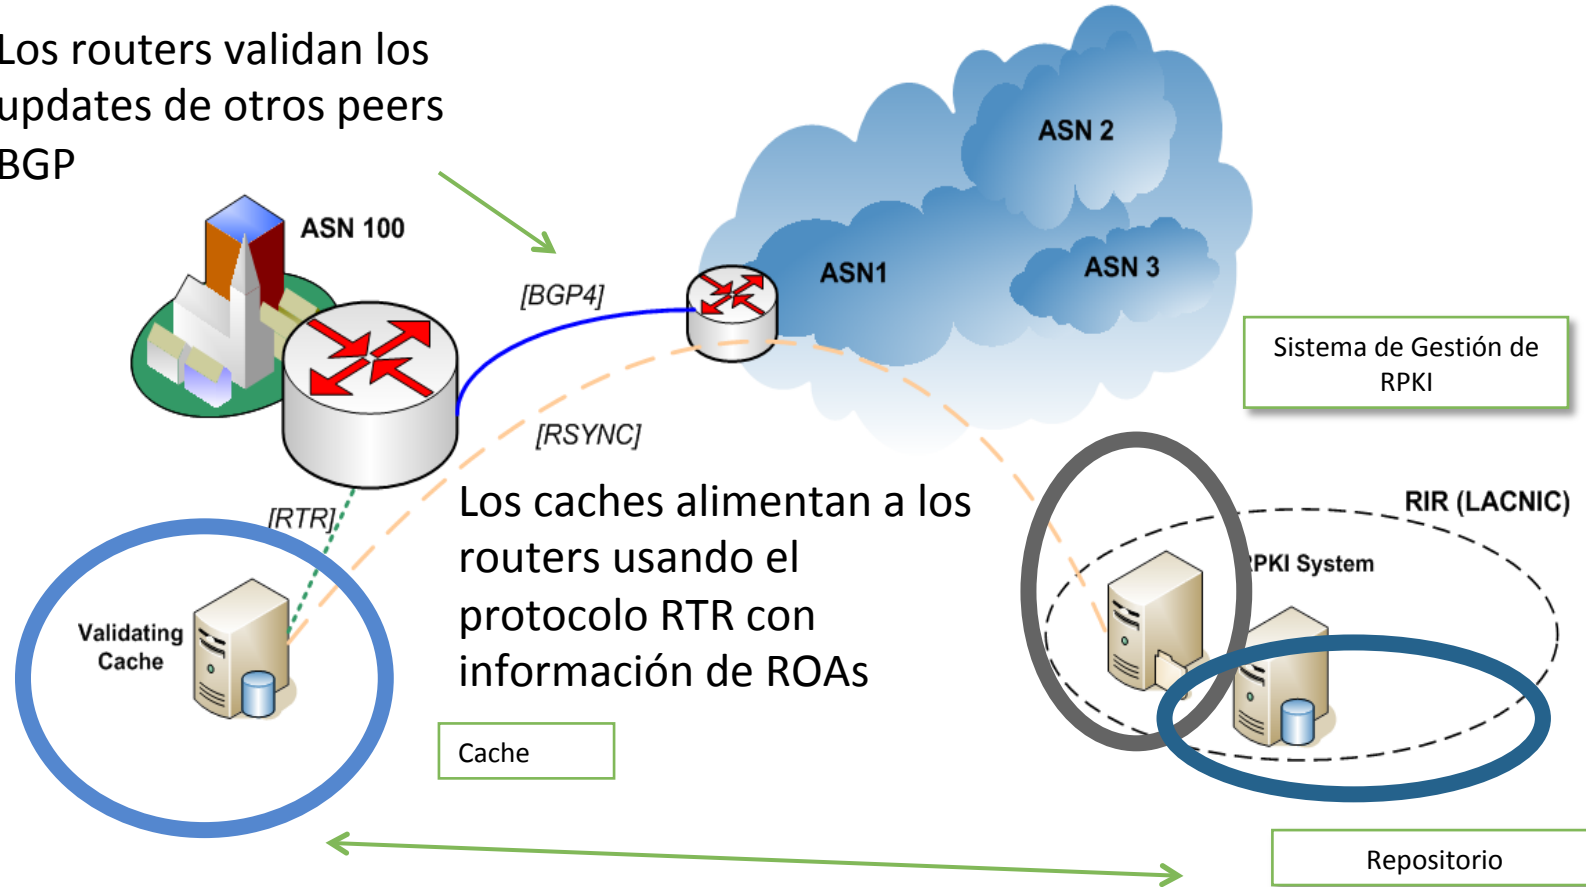 Los routers validan los
updates de otros peers
BGP
ASN 100
ASN 2
ASN1
ASN 3
[BGP4]
Sistema de Gestión de
RPKI
[RSYNC]
Los caches alimentan a los
routers usando el
protocolo RTR con
información de ROAs
[RTR]
RIR (LACNIC)
RPKI System
Validating
Cache
Cache
Repositorio